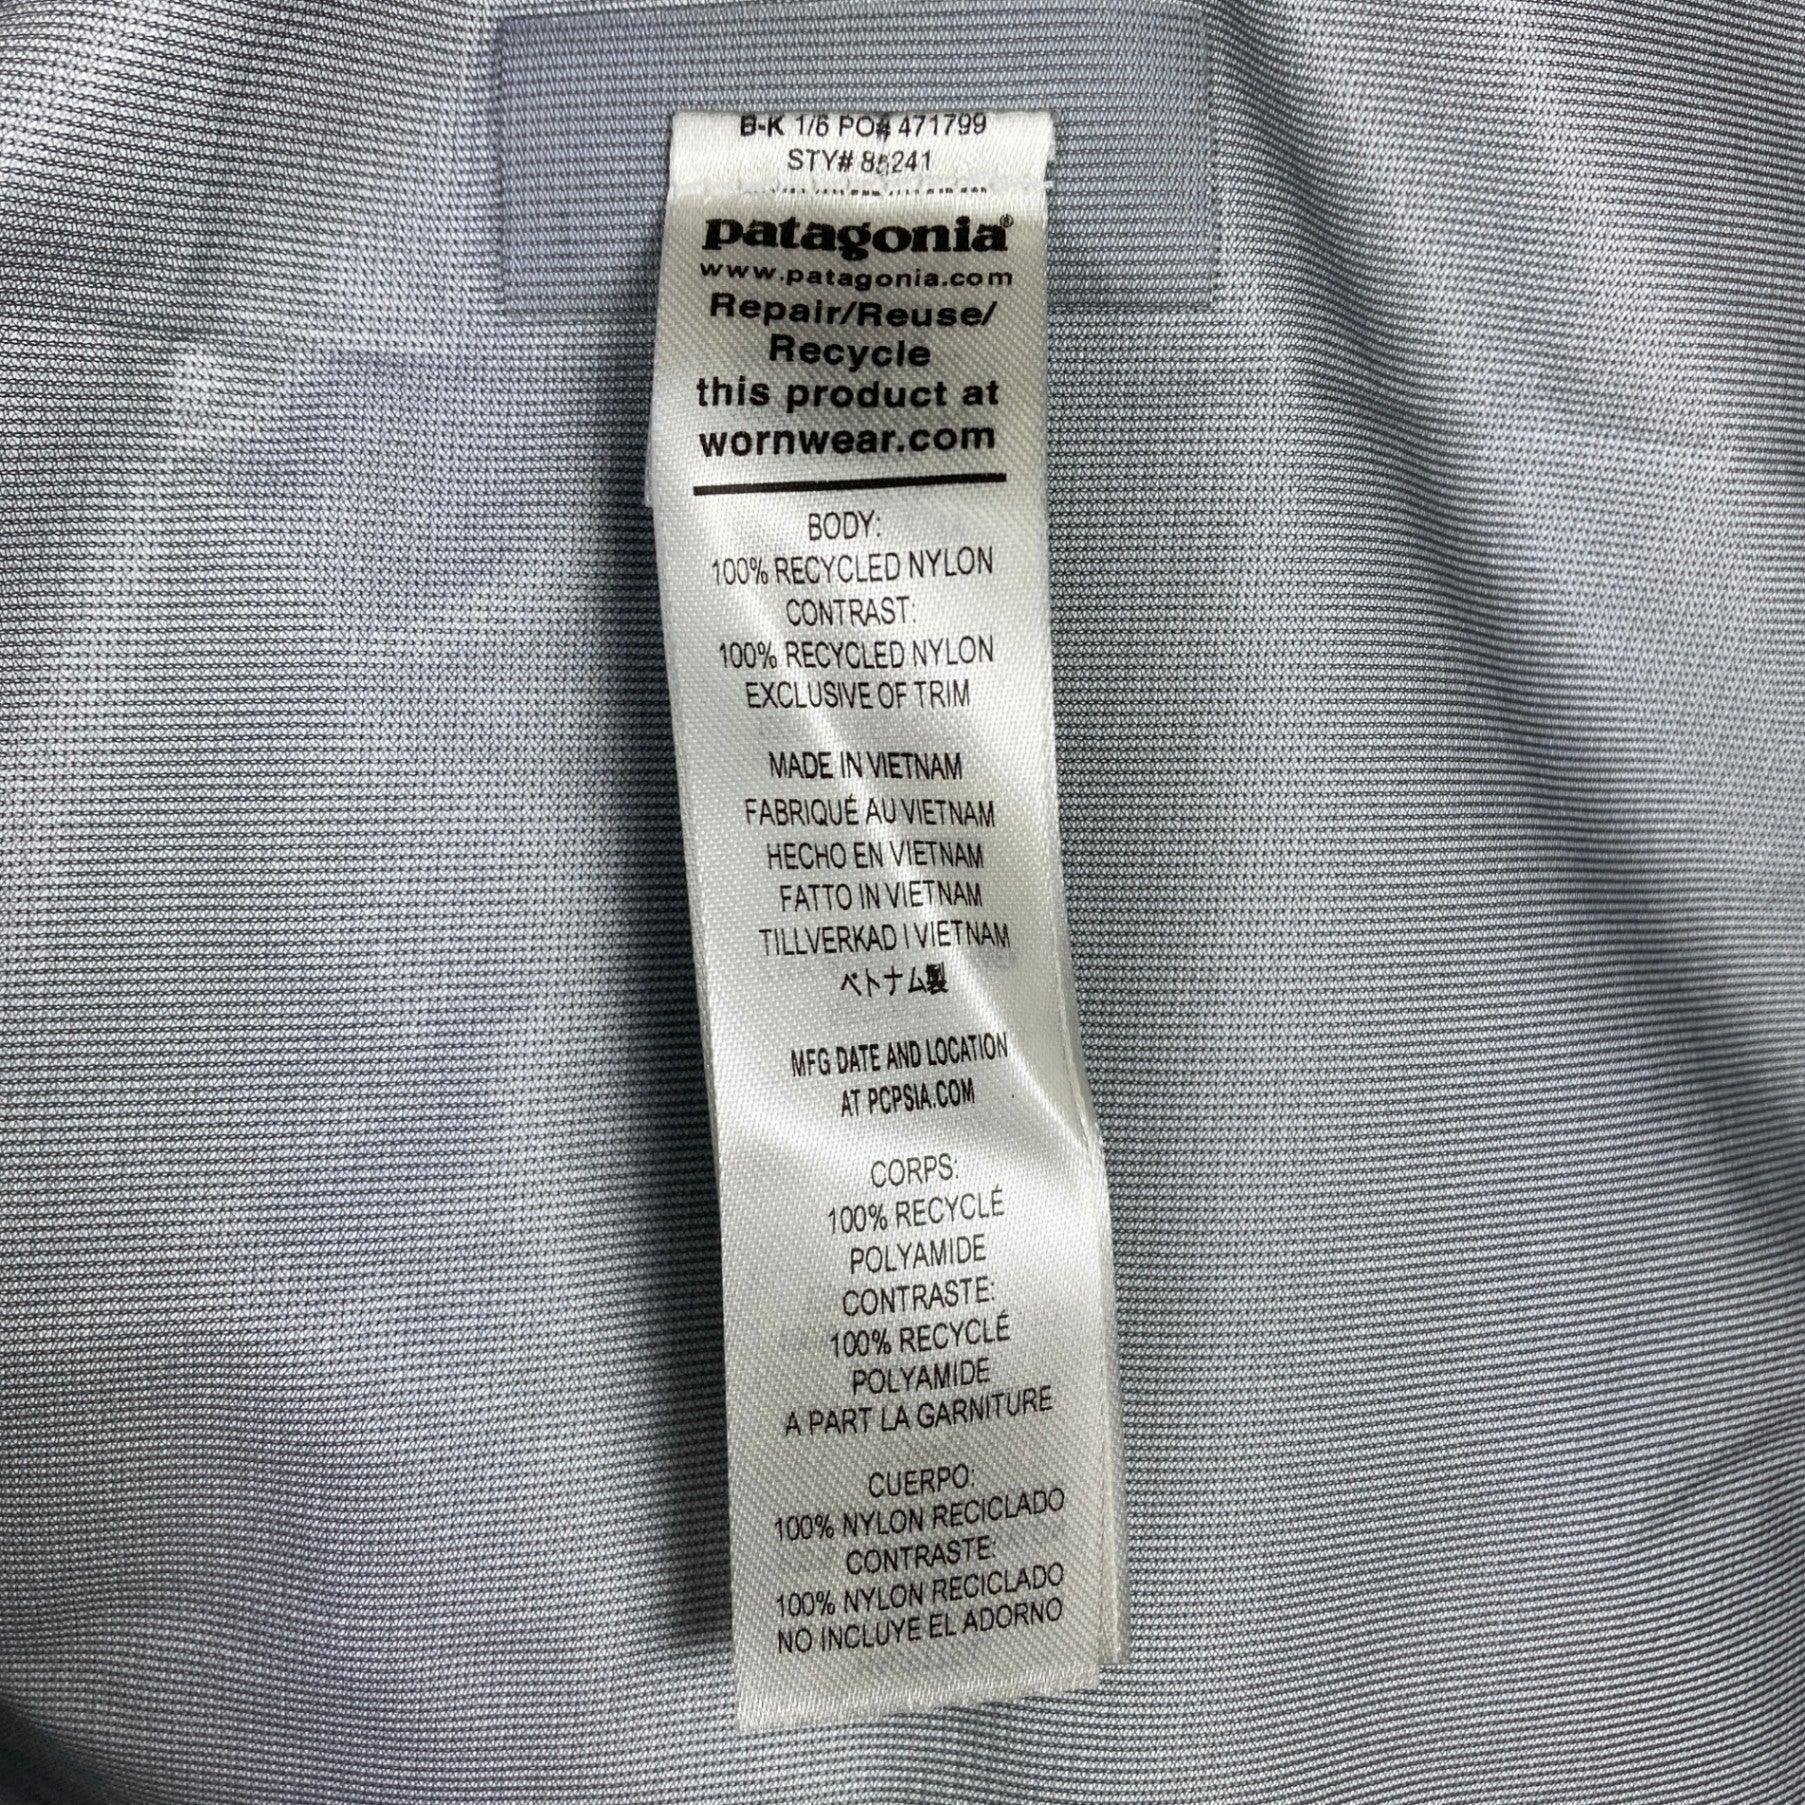 B-K 1/6 PO# 471799
STY# 85241
patagonia®
www.patagonia.com
Repair/Reuse/
Recycle
this product at
wornwear.com
BODY:
100% RECYCLED NYLON
CONTRAST:
100% RECYCLED NYLON
EXCLUSIVE OF TRIM
MADE IN VIETNAM
FABRIQUÉ AU VIETNAM
HECHO EN VIETNAM
FATTO IN VIETNAM
TILLVERKAD I VIETNAM
ベトナム製
MFG DATE AND LOCATION
AT PCPSIA.COM
CORPS:
100% RECYCLÉ
POLYAMIDE
CONTRASTE:
100% RECYCLÉ
POLYAMIDE
A PART LA GARNITURE
CUERPO:
100% NYLON RECICLADO
CONTRASTE:
100% NYLON RECICLADO
NO INCLUYE EL ADORNO